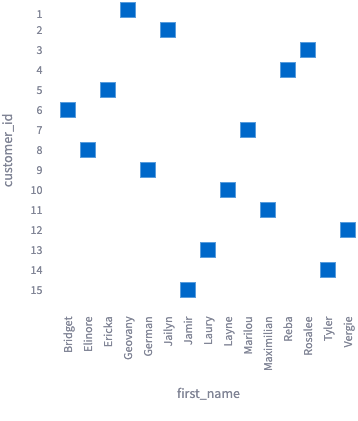 customer_id
1
2
3
4
5
6
7
8
9
10
11
12
13
14
15
Bridget
Elinore
Ericka
Geovany
German
Jailyn
Jamir
Laury
Layne
Marilou
Maximilian
Reba
Rosalee
Tyler
Vergie
first_name